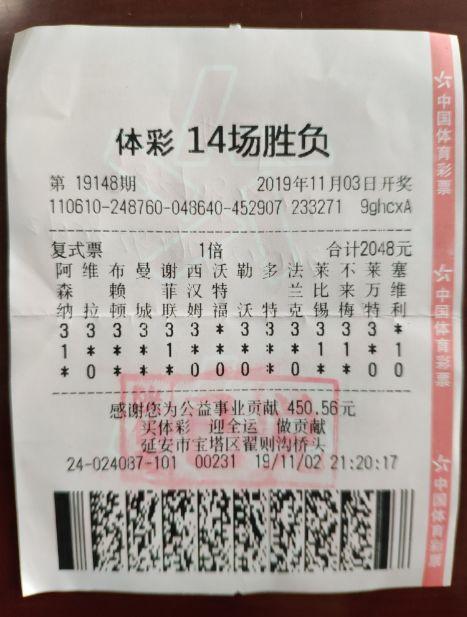 体彩 14场胜负
第 19148期 2019年11月03日开奖
110610-248760-048640-452907 233271 9ghcxA
复式票 1倍 合计2048元
阿 维 布 曼 谢 西 沃 勒 多 法 莱 不 莱 塞
森 赖 菲 汉 特 兰 比 来 万 维
纳 拉 顿 城 联 姆 福 沃 特 克 锡 梅 特 利
3 3 3 3 3 3 * 3 3 3 3 3 3 *
1 * * * 1 * * * * * 1 1 * 1
* 0 * * * 0 0 0 0 0 * * 0 *
感谢您为公益事业贡献 450.56元
买体彩 迎全运 做贡献
延安市宝塔区翟则沟桥头
24-024087-101 00231 19/11/02 21:20:17
中国体育彩票
中国体育彩票
中国体育彩票